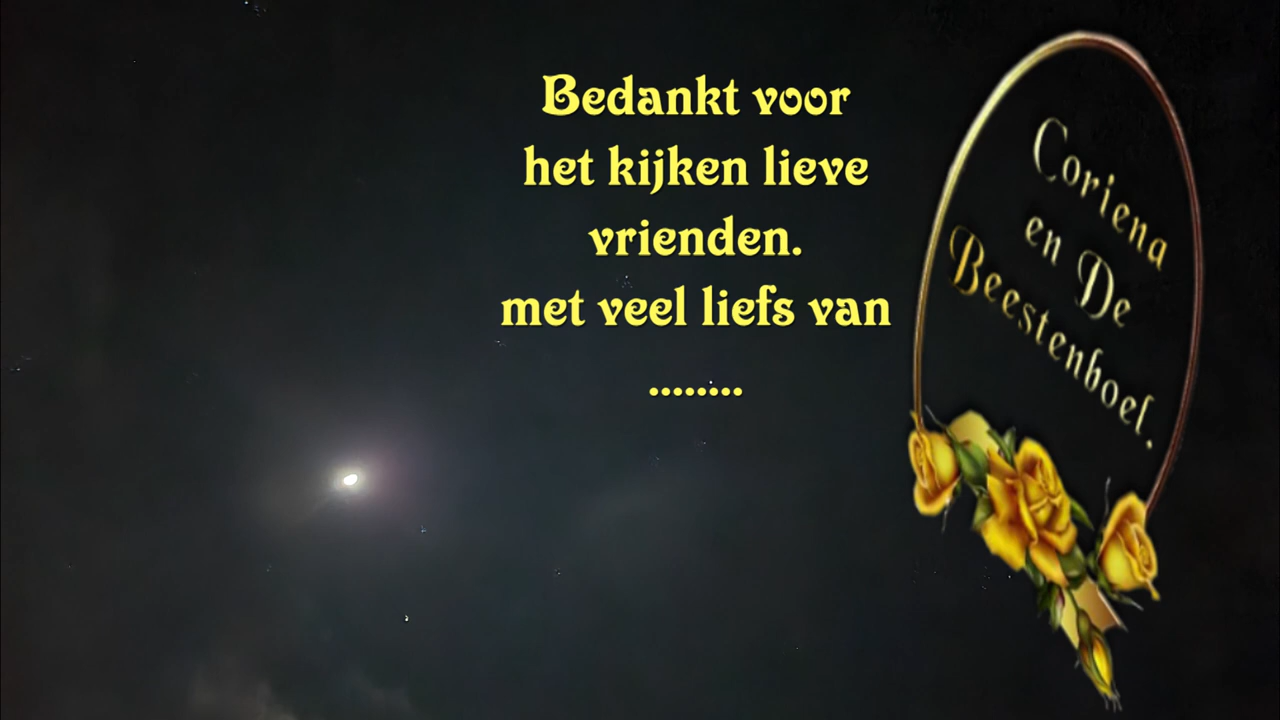 Bedankt voor
het kijken lieve
vrienden.
met veel liefs van
........
Coriena
en De
Beestenboel.